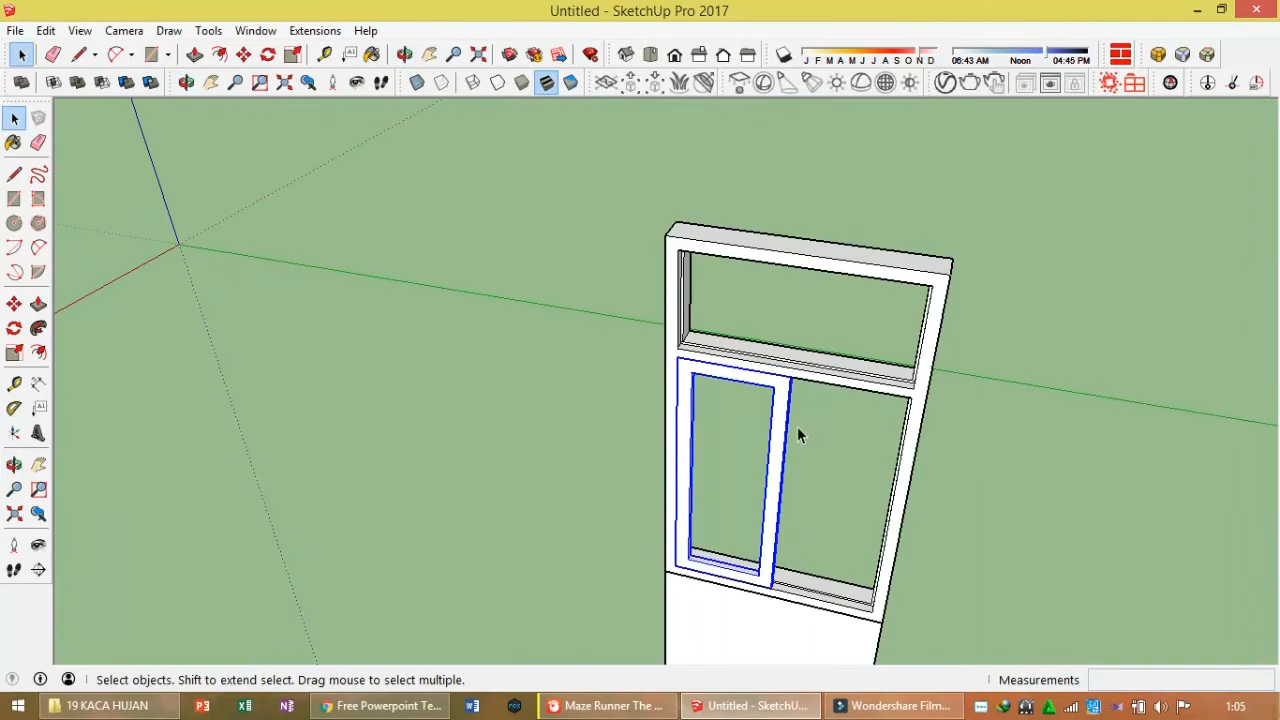 Untitled - SketchUp Pro 2017
File Edit View Camera Draw Tools Window Extensions Help
J F M A M J J A S O N D
06:43 AM Noon 04:45 PM
Select objects. Shift to extend select. Drag mouse to select multiple.
Measurements
19 KACA HUJAN
Free Powerpoint Te...
Maze Runner The ...
Untitled - SketchU...
Wondershare Film...
1:05